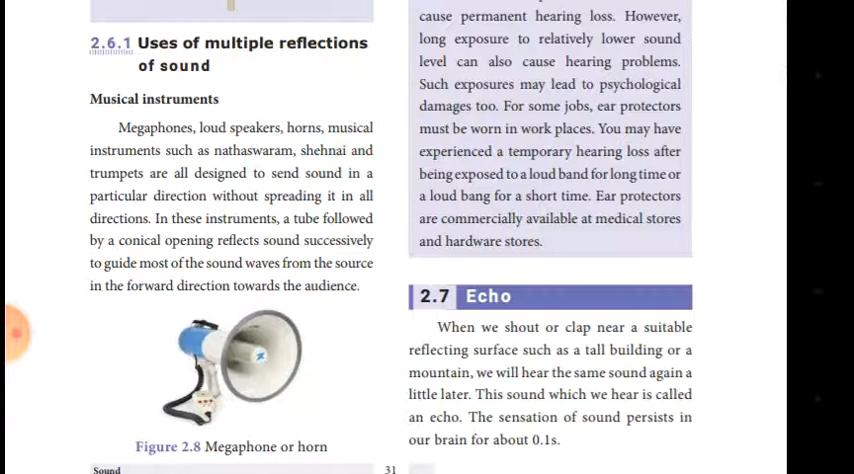 2.6.1 Uses of multiple reflections
of sound
Musical instruments
Megaphones, loud speakers, horns, musical
instruments such as nathaswaram, shehnai and
trumpets are all designed to send sound in a
particular direction without spreading it in all
directions. In these instruments, a tube followed
by a conical opening reflects sound successively
to guide most of the sound waves from the source
in the forward direction towards the audience.
Figure 2.8 Megaphone or horn
cause permanent hearing loss. However,
long exposure to relatively lower sound
level can also cause hearing problems.
Such exposures may lead to psychological
damages too. For some jobs, ear protectors
must be worn in work places. You may have
experienced a temporary hearing loss after
being exposed to a loud band for long time or
a loud bang for a short time. Ear protectors
are commercially available at medical stores
and hardware stores.
2.7 Echo
When we shout or clap near a suitable
reflecting surface such as a tall building or a
mountain, we will hear the same sound again a
little later. This sound which we hear is called
an echo. The sensation of sound persists in
our brain for about 0.1s.
Sound 31